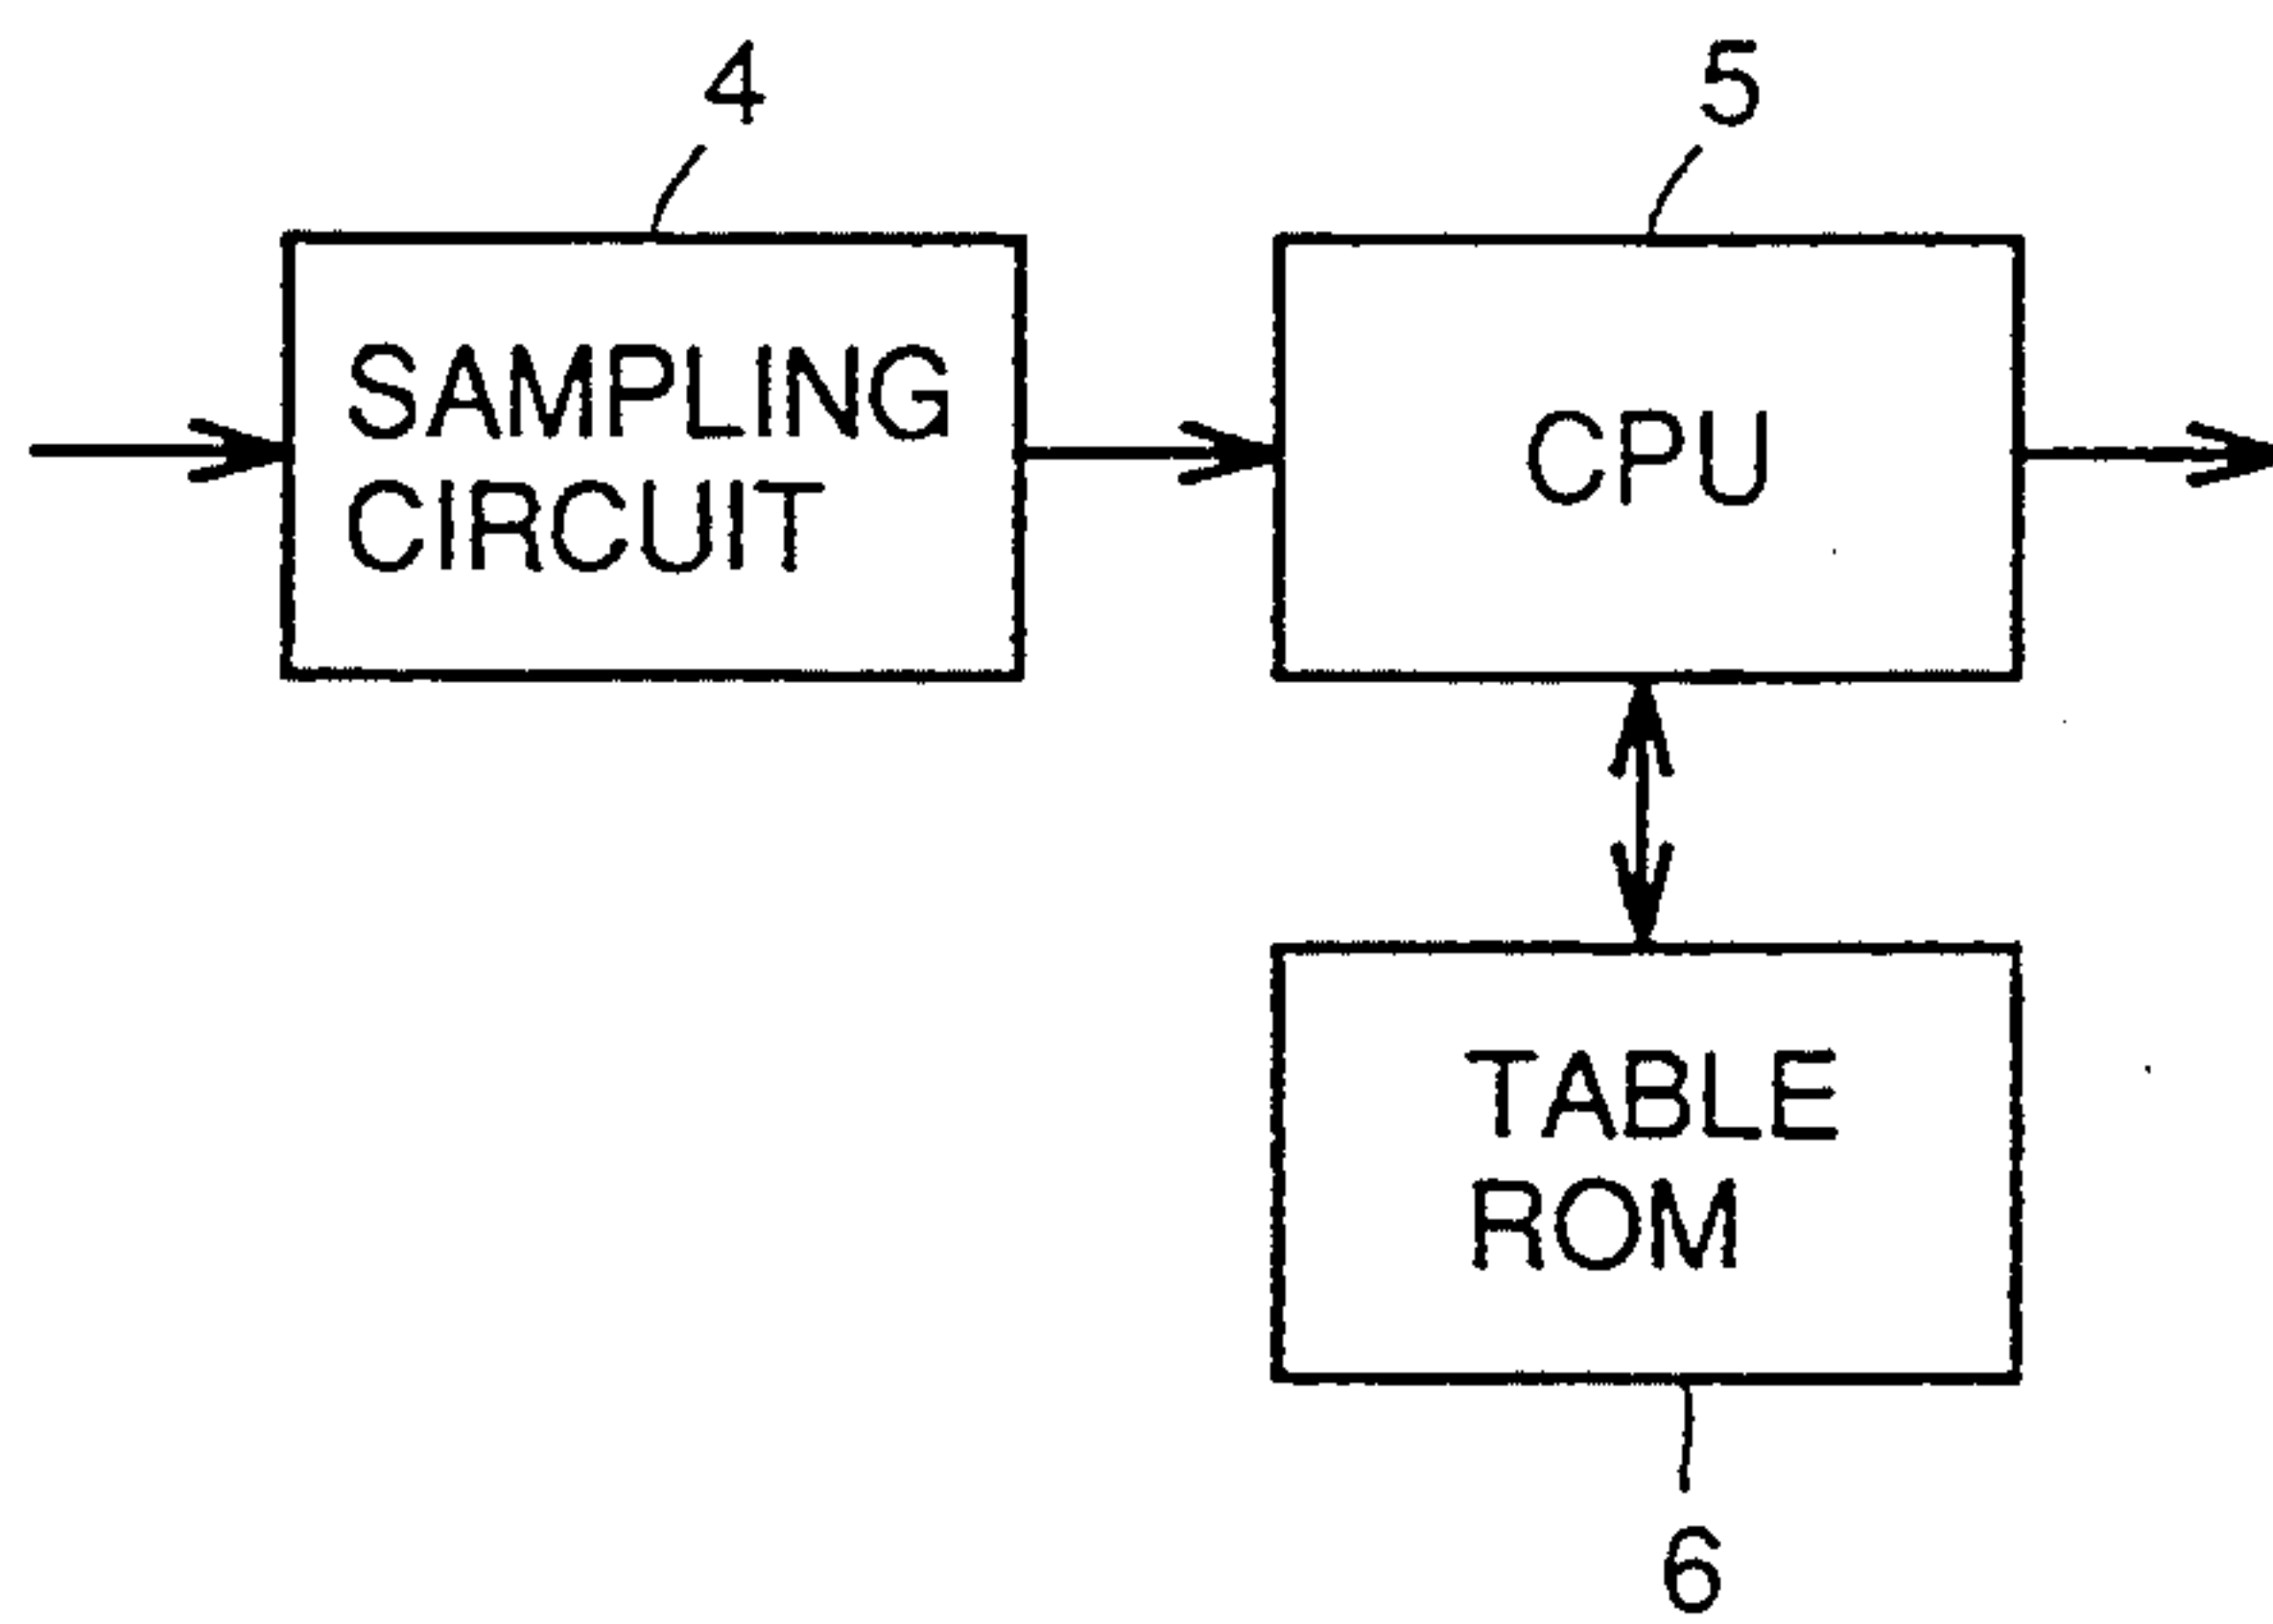 4
5
SAMPLING
CIRCUIT
CPU
TABLE
ROM
6